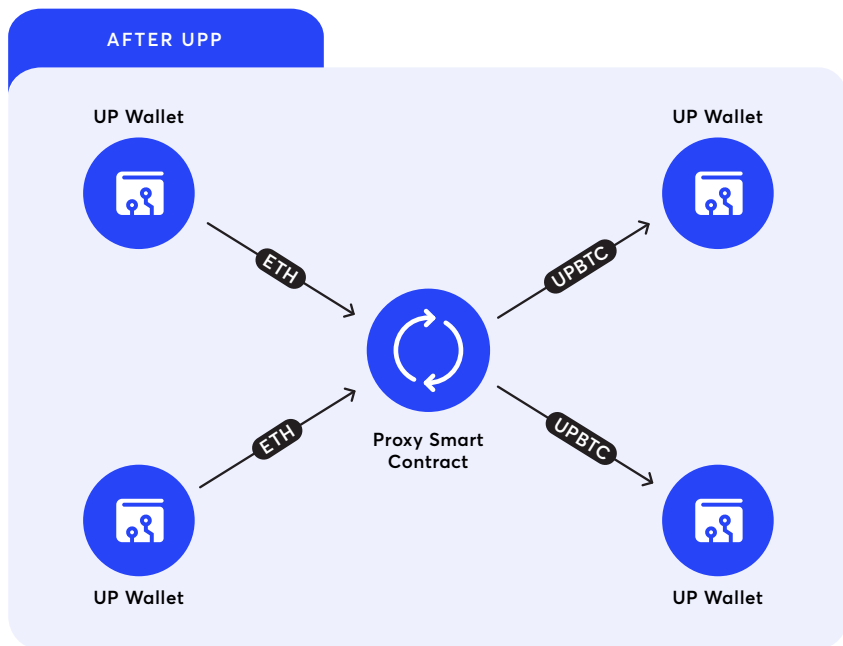 AFTER UPP
UP Wallet
UP Wallet
ETH
UPBTC
ETH
UPBTC
Proxy Smart
Contract
UP Wallet
UP Wallet